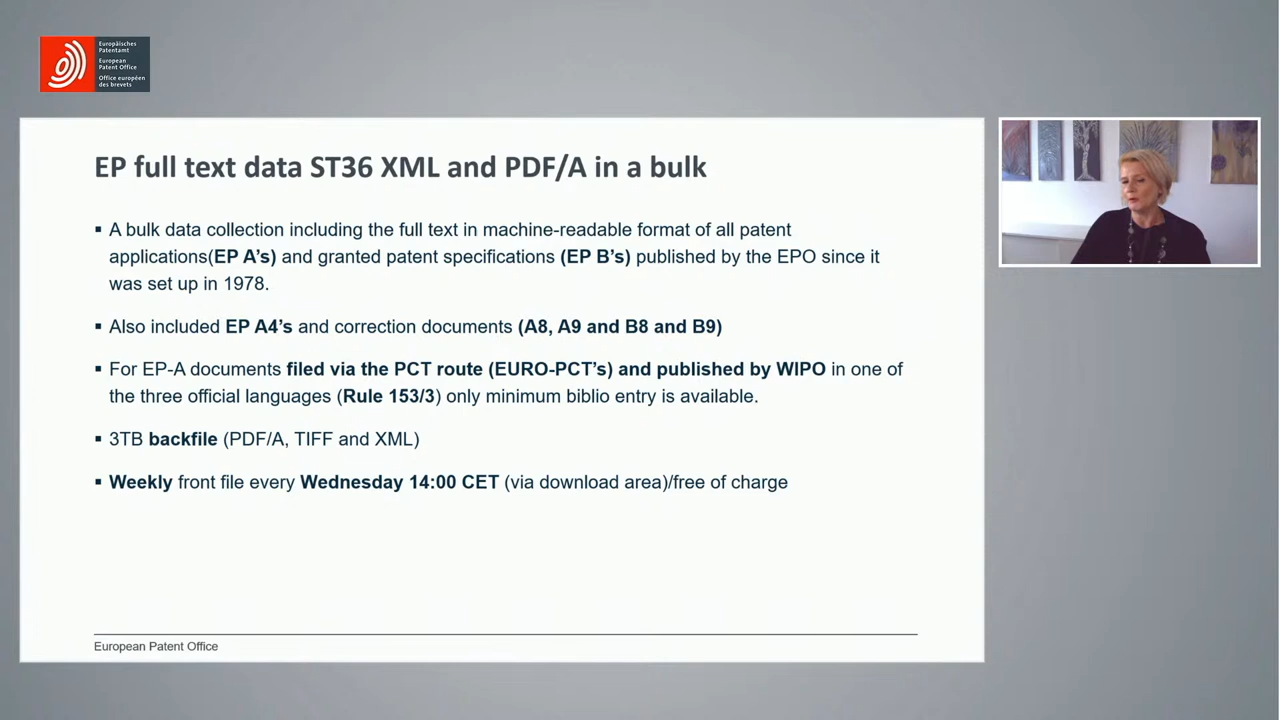 Europäisches
Patentamt
European
Patent Office
Office européen
des brevets
EP full text data ST36 XML and PDF/A in a bulk
▪ A bulk data collection including the full text in machine-readable format of all patent
applications(EP A’s) and granted patent specifications (EP B’s) published by the EPO since it
was set up in 1978.
▪ Also included EP A4’s and correction documents (A8, A9 and B8 and B9)
▪ For EP-A documents filed via the PCT route (EURO-PCT’s) and published by WIPO in one of
the three official languages (Rule 153/3) only minimum biblio entry is available.
▪ 3TB backfile (PDF/A, TIFF and XML)
▪ Weekly front file every Wednesday 14:00 CET (via download area)/free of charge
European Patent Office